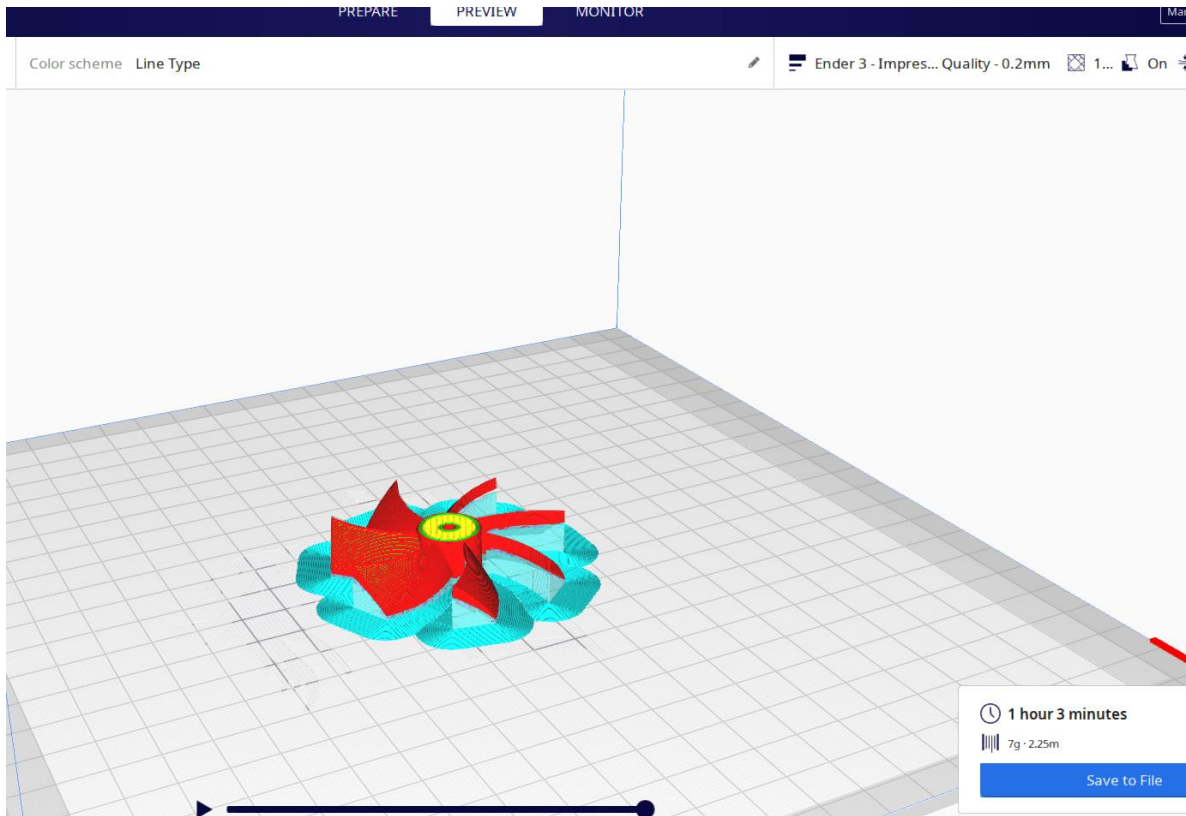 PREPARE PREVIEW MONITOR
Color scheme Line Type
Ender 3 - Impres... Quality - 0.2mm 1... On
1 hour 3 minutes
7g · 2.25m
Save to File